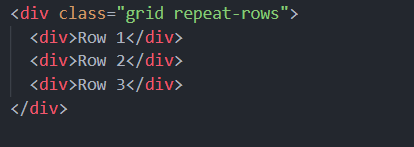 <div class="grid repeat-rows">
  <div>Row 1</div>
  <div>Row 2</div>
  <div>Row 3</div>
</div>